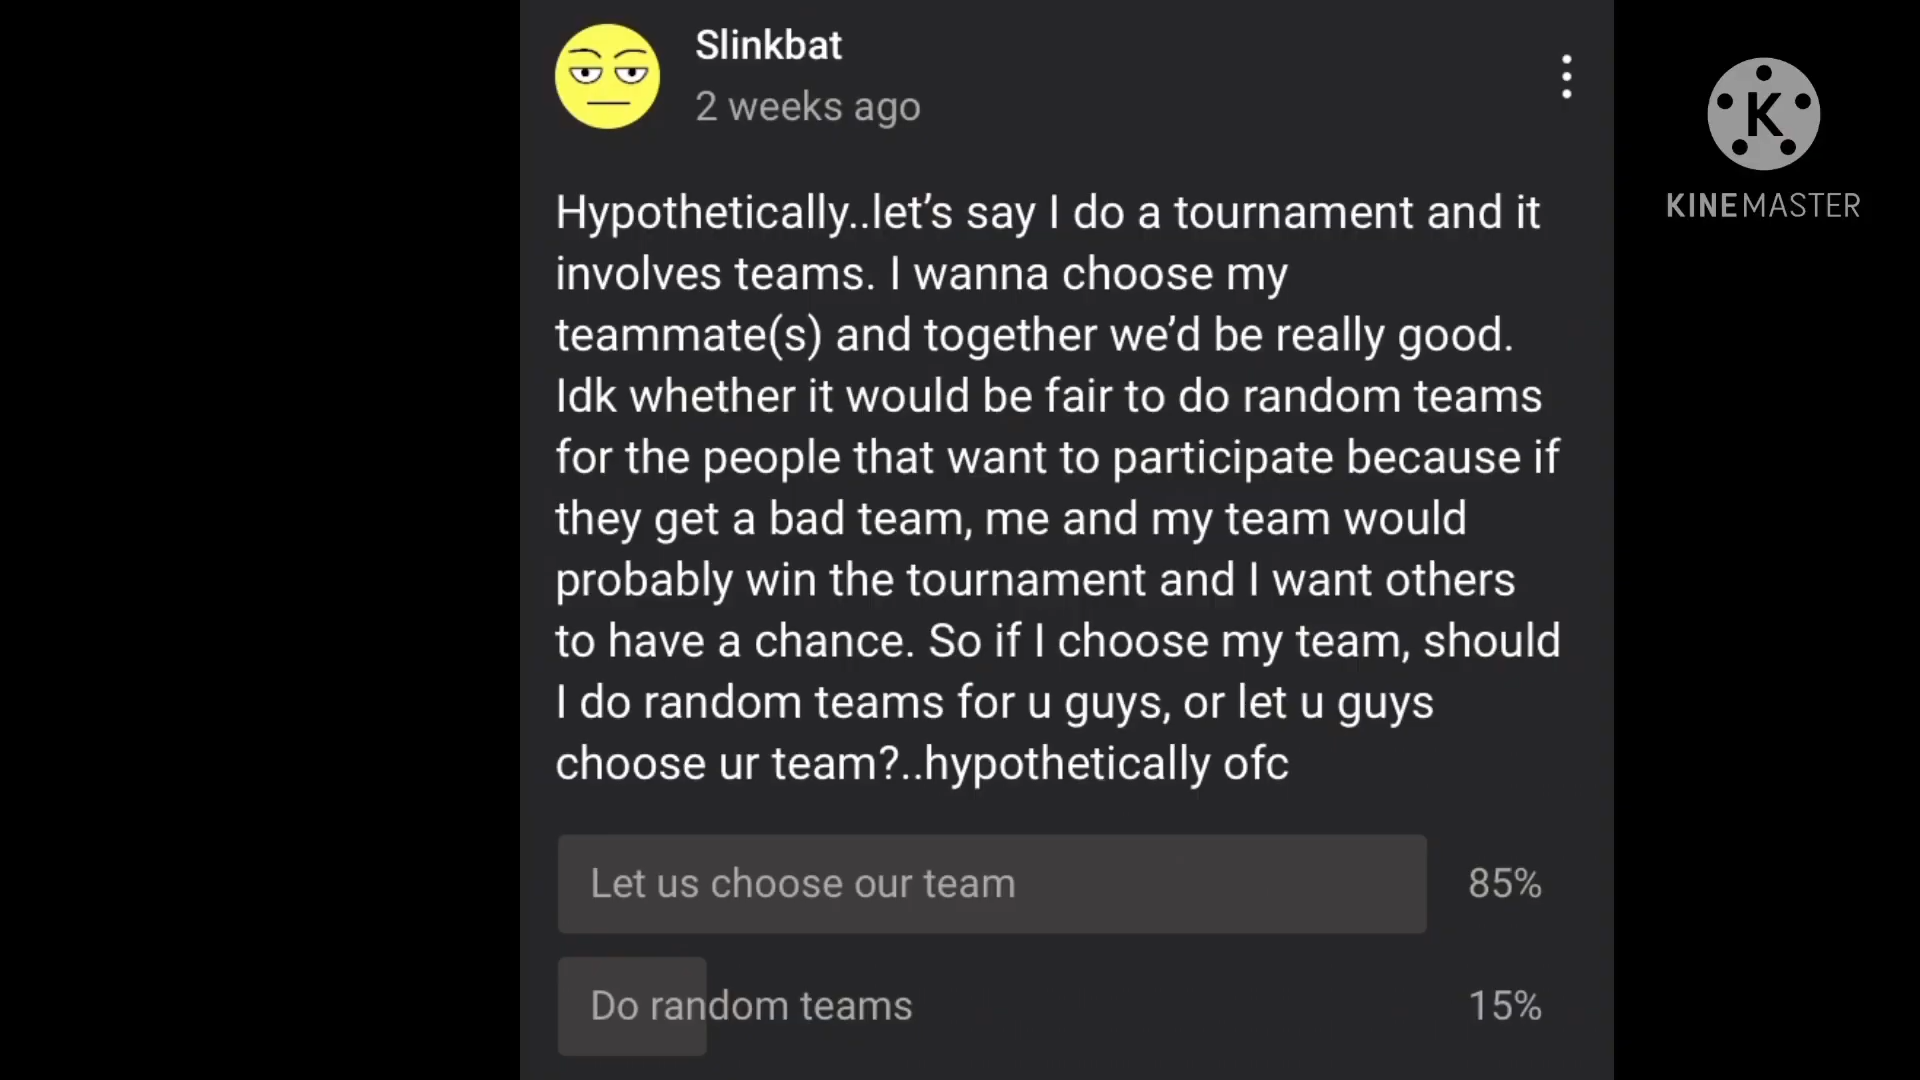 Slinkbat
2 weeks ago
K
KINEMASTER
Hypothetically..let’s say I do a tournament and it
involves teams. I wanna choose my
teammate(s) and together we’d be really good.
Idk whether it would be fair to do random teams
for the people that want to participate because if
they get a bad team, me and my team would
probably win the tournament and I want others
to have a chance. So if I choose my team, should
I do random teams for u guys, or let u guys
choose ur team?..hypothetically ofc
Let us choose our team 85%
Do random teams 15%